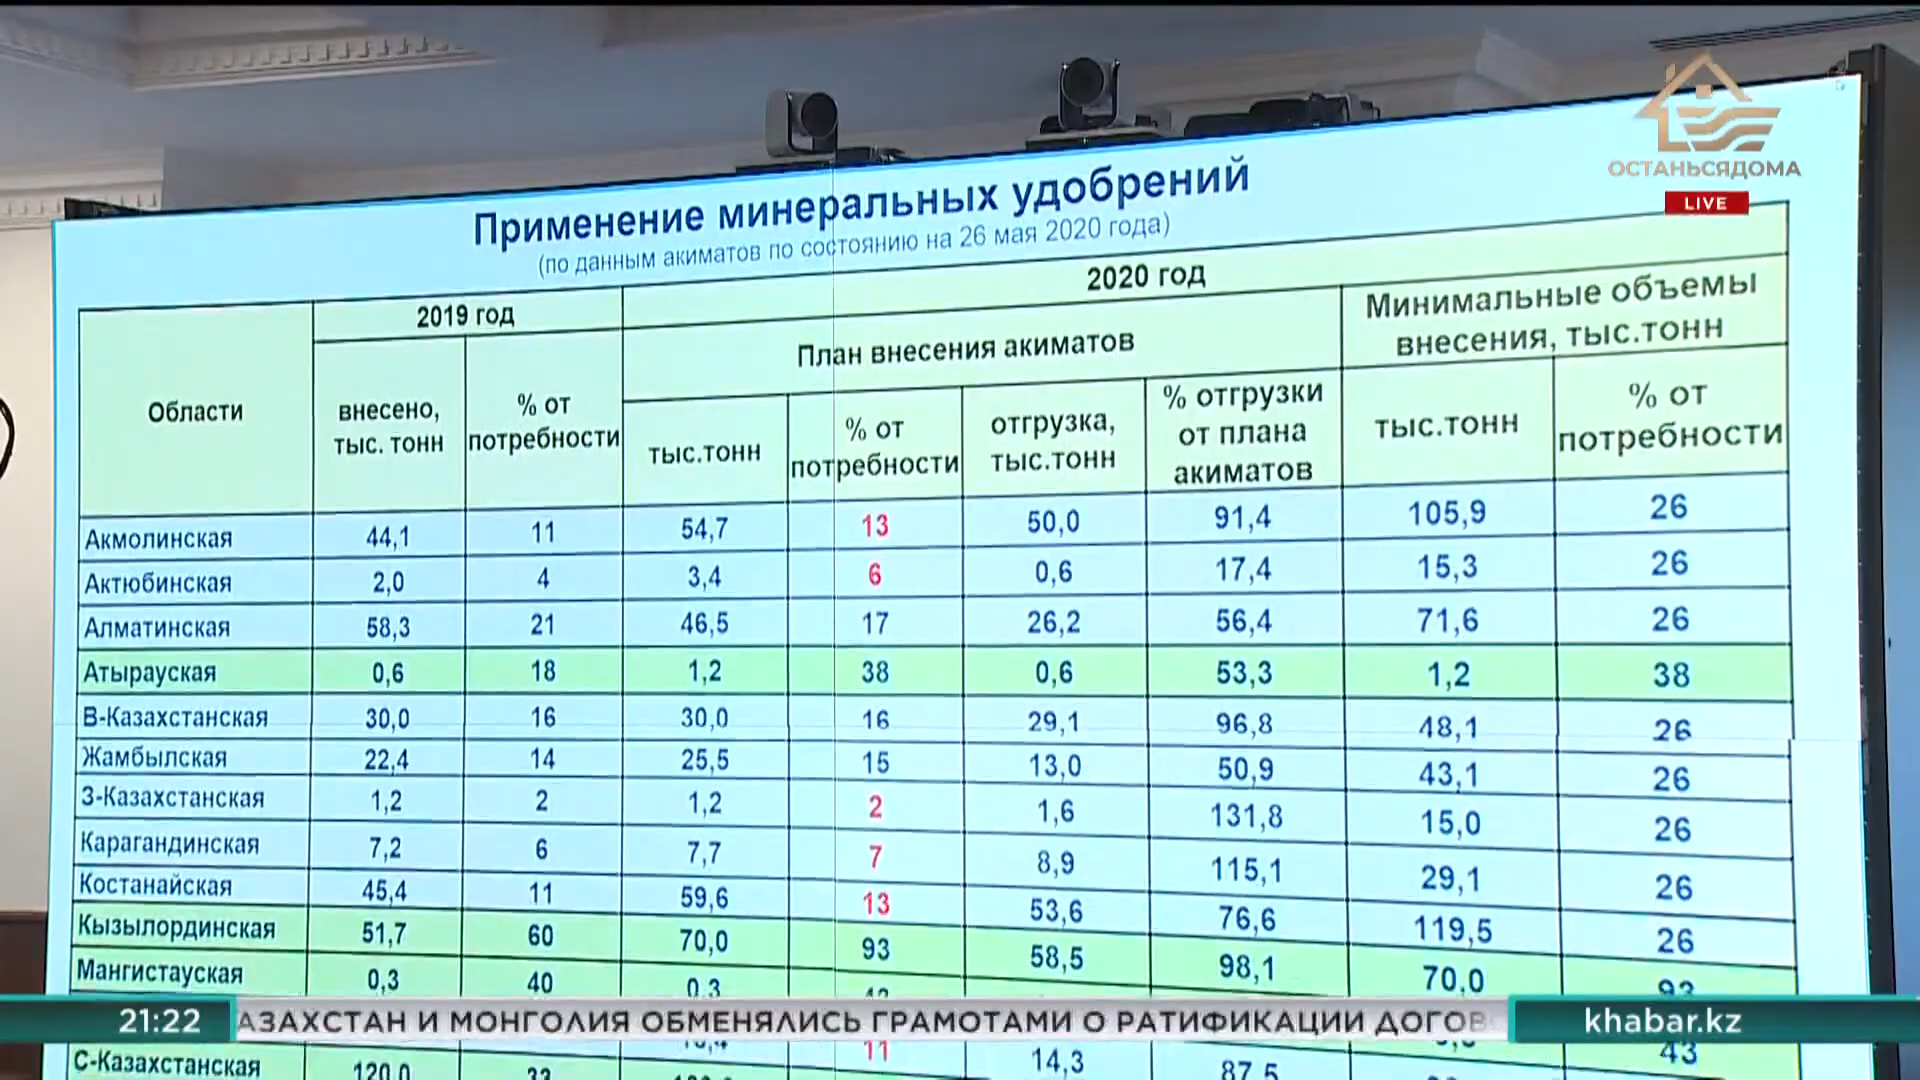 ОСТАНЬСЯДОМА
LIVE
Применение минеральных удобрений
(по данным акиматов по состоянию на 26 мая 2020 года)
Области
2019 год
2020 год
внесено,
тыс. тонн
% от
потребности
План внесения акиматов
Минимальные объемы
внесения, тыс.тонн
тыс.тонн
% от
потребности
отгрузка,
тыс.тонн
% отгрузки
от плана
акиматов
тыс.тонн
% от
потребности
Акмолинская 44,1 11 54,7 13 50,0 91,4 105,9 26
Актюбинская 2,0 4 3,4 6 0,6 17,4 15,3 26
Алматинская 58,3 21 46,5 17 26,2 56,4 71,6 26
Атырауская 0,6 18 1,2 38 0,6 53,3 1,2 38
В-Казахстанская 30,0 16 30,0 16 29,1 96,8 48,1 26
Жамбылская 22,4 14 25,5 15 13,0 50,9 43,1 26
З-Казахстанская 1,2 2 1,2 2 1,6 131,8 15,0 26
Карагандинская 7,2 6 7,7 7 8,9 115,1 29,1 26
Костанайская 45,4 11 59,6 13 53,6 76,6 119,5 26
Кызылординская 51,7 60 70,0 93 58,5 98,1 70,0 93
Мангистауская 0,3 40 0,3
21:22
АЗАХСТАН И МОНГОЛИЯ ОБМЕНЯЛИСЬ ГРАМОТАМИ О РАТИФИКАЦИИ ДОГОВ
khabar.kz
11 14,3 87,5 43
С-Казахстанская 120,0 33